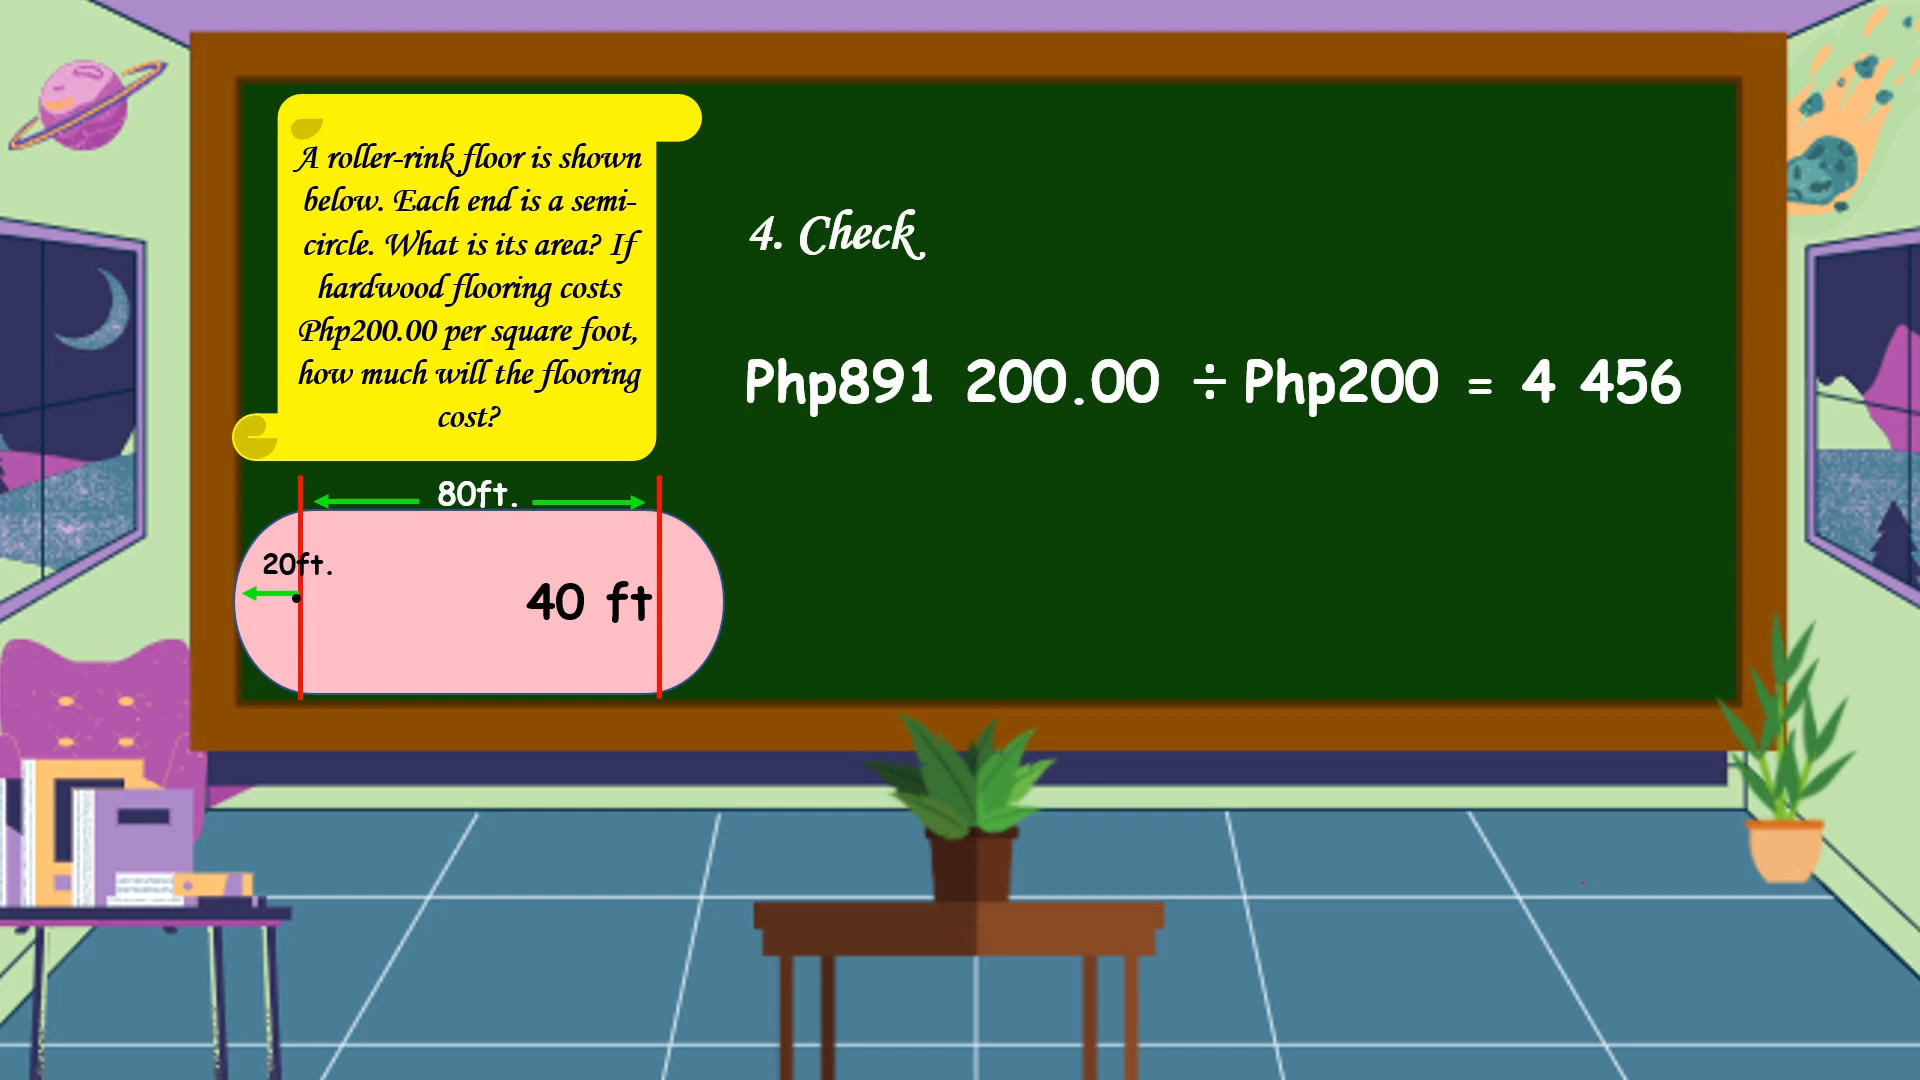 A roller-rink floor is shown
below. Each end is a semi-
circle. What is its area? If
hardwood flooring costs
Php200.00 per square foot,
how much will the flooring
cost?
4. Check
Php891 200.00 ÷ Php200 = 4 456
80ft.
20ft.
40 ft